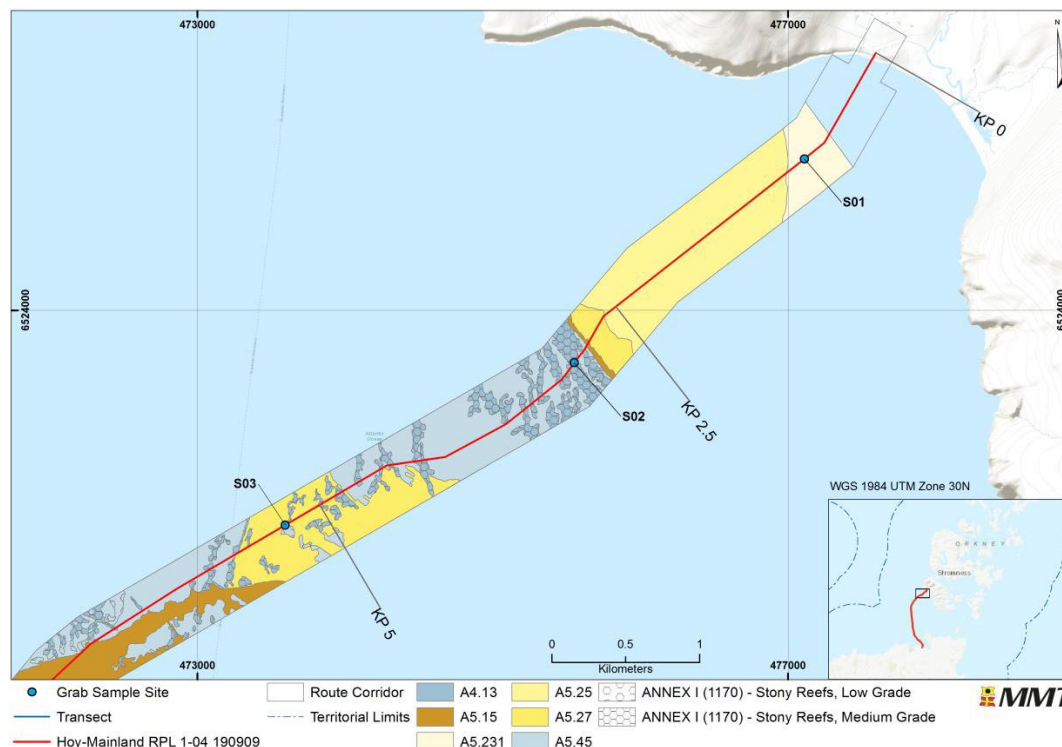 473000
477000
N
KP 0
S01
6524000
6524000
S02
KP 2.5
S03
KP 5
WGS 1984 UTM Zone 30N
ORKNEY
Stromness
0 0.5 1
Kilometers
473000
477000
Grab Sample Site
Transect
Hoy-Mainland RPL 1-04 190909
Route Corridor
Territorial Limits
A4.13
A5.15
A5.231
A5.25
A5.27
A5.45
ANNEX I (1170) - Stony Reefs, Low Grade
ANNEX I (1170) - Stony Reefs, Medium Grade
MMT